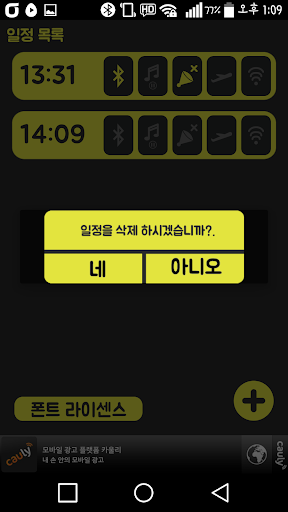 HD 73% 오후 1:09
일정 목록
13:31
14:09
일정을 삭제 하시겠습니까?.
네 아니오
폰트 라이센스
cauly 모바일 광고 플랫폼 카울리
내 손 안의 모바일 광고 cauly